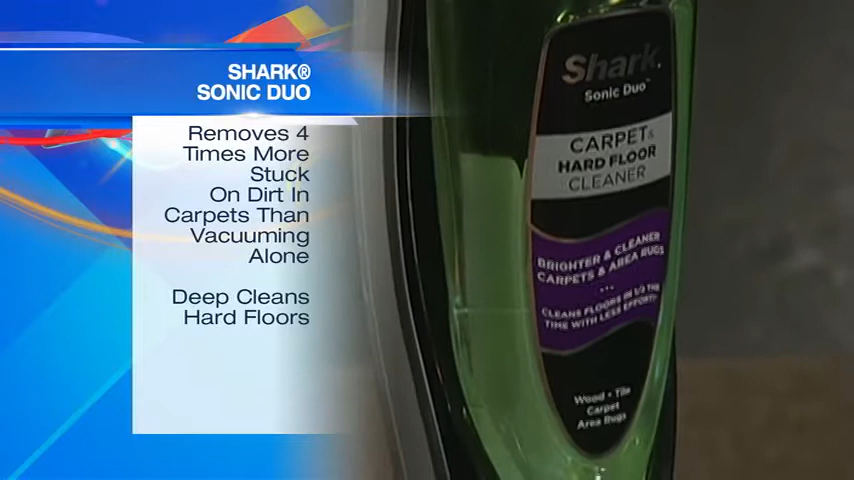 SHARK®
SONIC DUO
Removes 4
Times More
Stuck
On Dirt In
Carpets Than
Vacuuming
Alone
Deep Cleans
Hard Floors
Shark
Sonic Duo™
CARPET &
HARD FLOOR
CLEANER
BRIGHTER & CLEANER
CARPETS & AREA RUGS
...
CLEANS FLOORS IN 1/2 THE
TIME WITH LESS EFFORT!
Wood • Tile
Carpet
Area Rugs